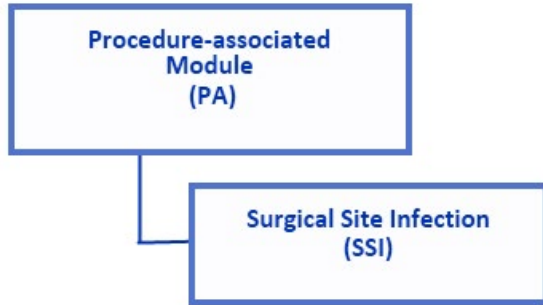 Procedure-associated
Module
(PA)
Surgical Site Infection
(SSI)